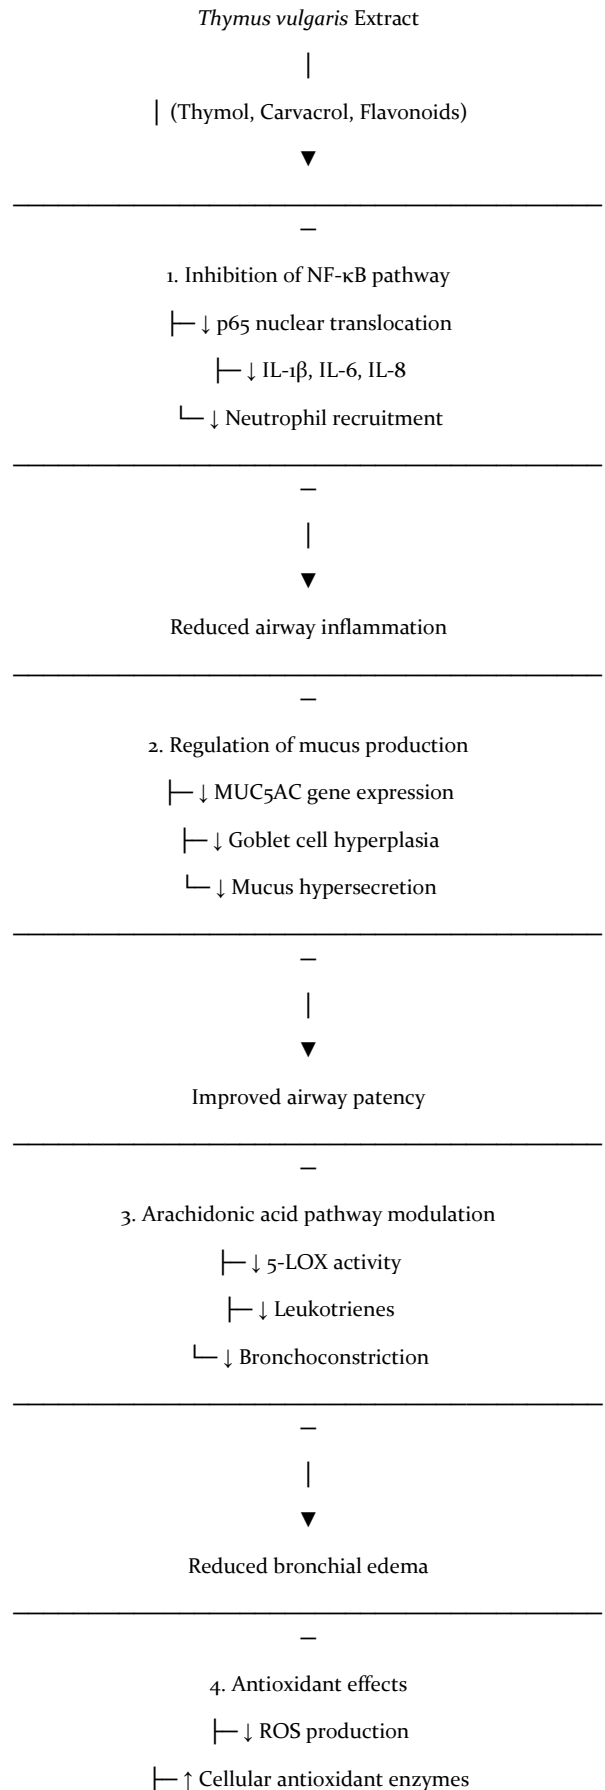 Thymus vulgaris Extract
│
│ (Thymol, Carvacrol, Flavonoids)
▼
─
1. Inhibition of NF-κB pathway
├─ ↓ p65 nuclear translocation
├─ ↓ IL-1β, IL-6, IL-8
└─ ↓ Neutrophil recruitment
─
│
▼
Reduced airway inflammation
─
2. Regulation of mucus production
├─ ↓ MUC5AC gene expression
├─ ↓ Goblet cell hyperplasia
└─ ↓ Mucus hypersecretion
─
│
▼
Improved airway patency
─
3. Arachidonic acid pathway modulation
├─ ↓ 5-LOX activity
├─ ↓ Leukotrienes
└─ ↓ Bronchoconstriction
─
│
▼
Reduced bronchial edema
─
4. Antioxidant effects
├─ ↓ ROS production
├─ ↑ Cellular antioxidant enzymes